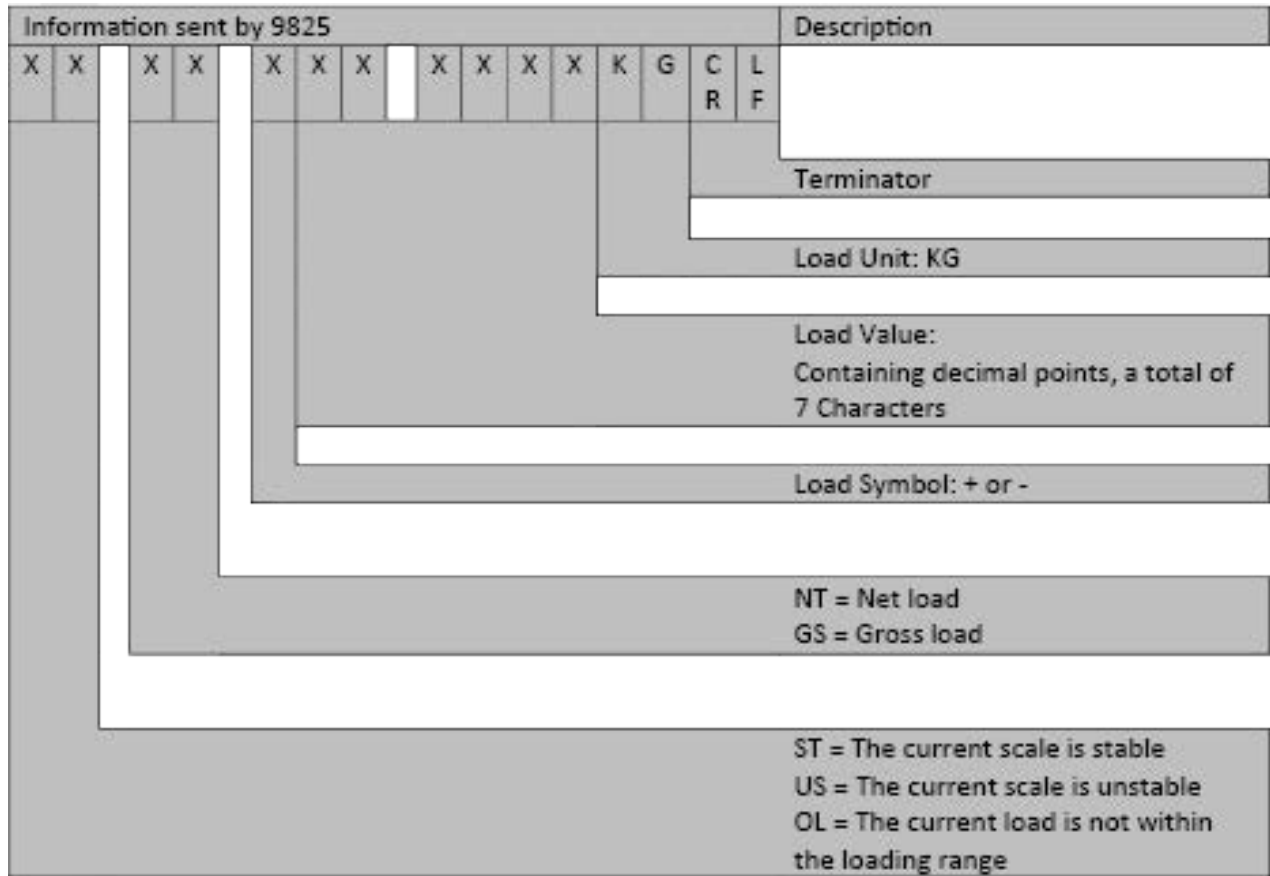 Information sent by 9825 Description
X X X X X X X X X X X K G CR LF
Terminator
Load Unit: KG
Load Value:
Containing decimal points, a total of
7 Characters
Load Symbol: + or -
NT = Net load
GS = Gross load
ST = The current scale is stable
US = The current scale is unstable
OL = The current load is not within
the loading range